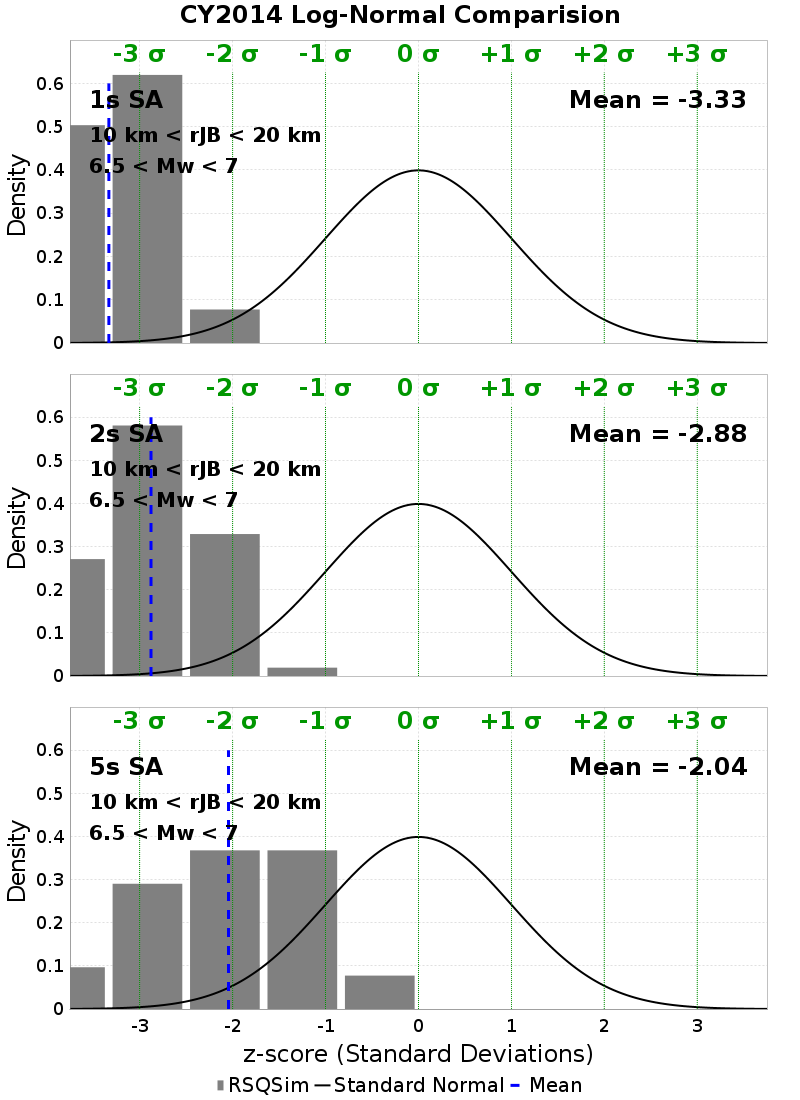 CY2014 Log-Normal Comparision
-3 σ -2 σ -1 σ 0 σ +1 σ +2 σ +3 σ
0.6
0.5
0.4
0.3
0.2
0.1
0
Density
1s SA
Mean = -3.33
10 km < rJB < 20 km
6.5 < Mw < 7
-3 σ -2 σ -1 σ 0 σ +1 σ +2 σ +3 σ
0.6
0.5
0.4
0.3
0.2
0.1
0
Density
2s SA
Mean = -2.88
10 km < rJB < 20 km
6.5 < Mw < 7
-3 σ -2 σ -1 σ 0 σ +1 σ +2 σ +3 σ
0.6
0.5
0.4
0.3
0.2
0.1
0
Density
5s SA
Mean = -2.04
10 km < rJB < 20 km
6.5 < Mw < 7
-3 -2 -1 0 1 2 3
z-score (Standard Deviations)
RSQSim Standard Normal Mean